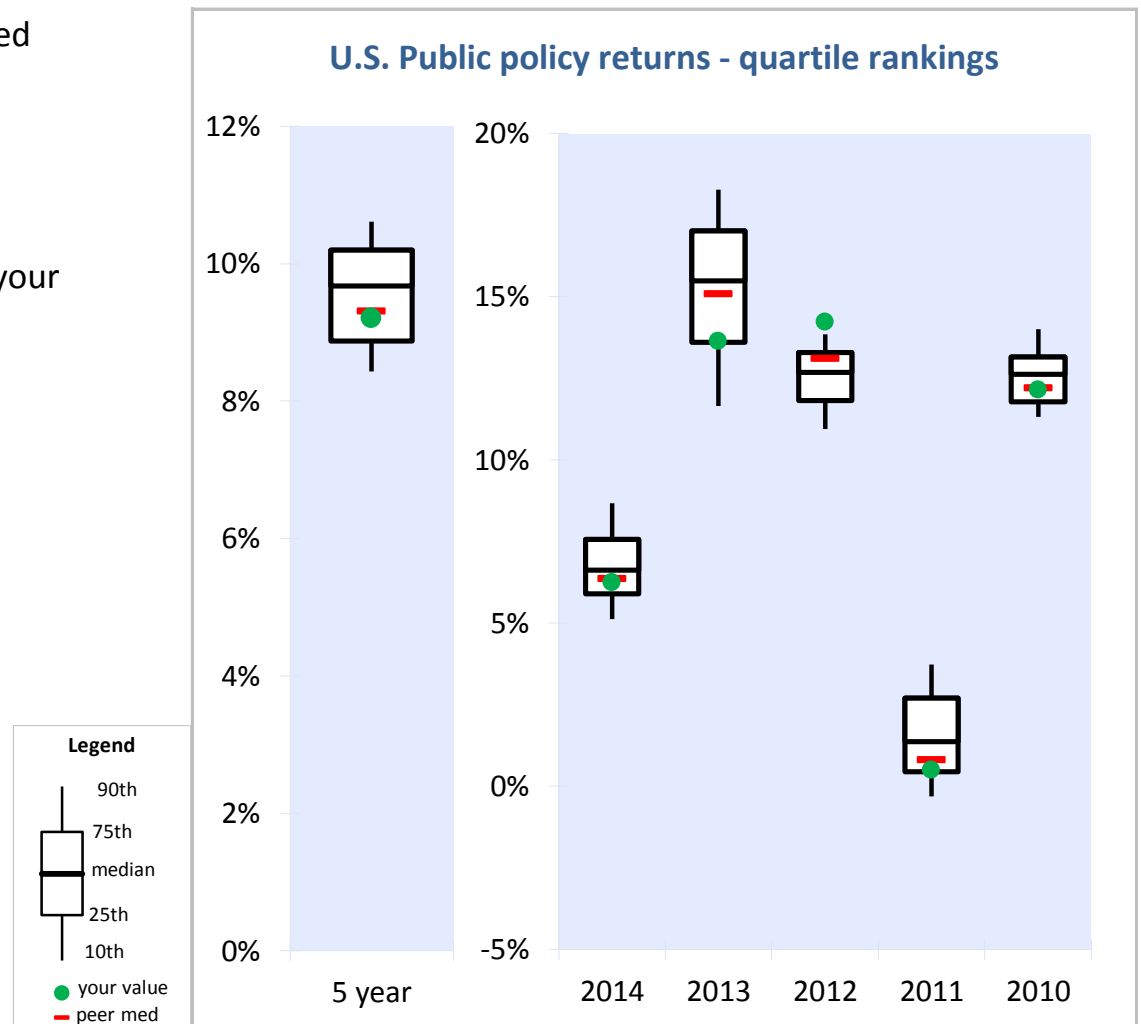 ed
your
U.S. Public policy returns - quartile rankings
12%
10%
8%
6%
4%
2%
0%
5 year
20%
15%
10%
5%
0%
-5%
2014 2013 2012 2011 2010
Legend
90th
75th
median
25th
10th
your value
peer med